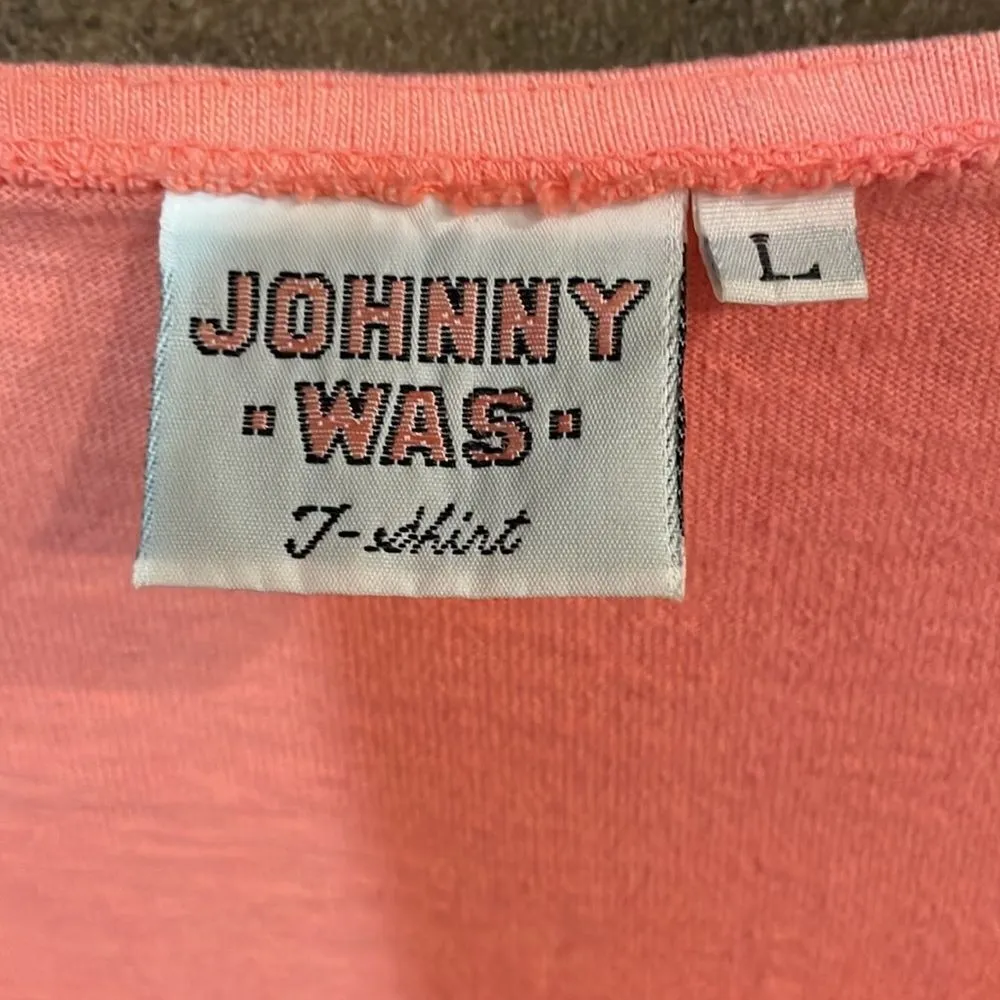 JOHNNY
· WAS ·
J-Shirt
L